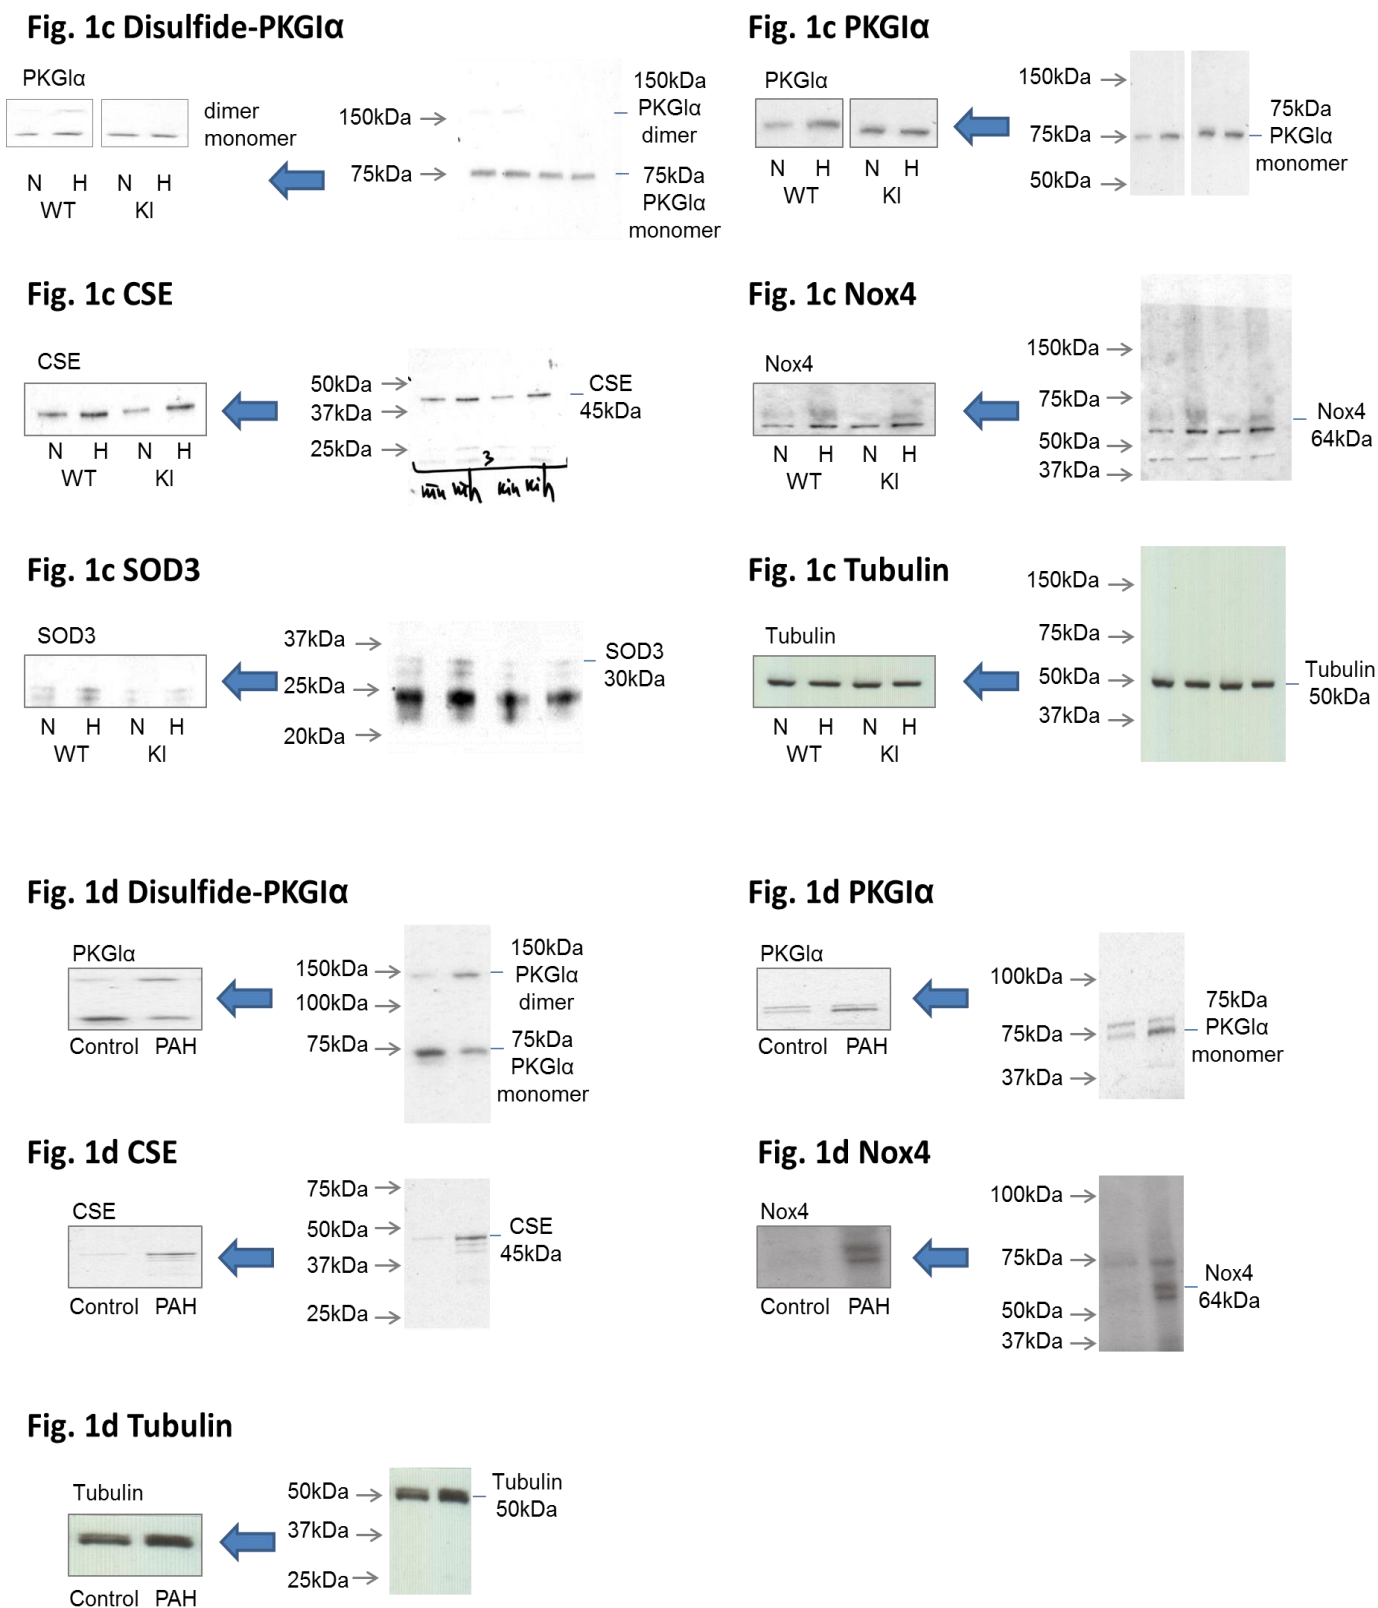 Fig. 1c Disulfide-PKGIα
PKGIα
dimer
monomer
N H N H
WT KI
150kDa
75kDa
150kDa
PKGIα
dimer
75kDa
PKGIα
monomer
Fig. 1c PKGIα
PKGIα
N H N H
WT KI
150kDa
75kDa
50kDa
75kDa
PKGIα
monomer
Fig. 1c CSE
CSE
N H N H
WT KI
50kDa
37kDa
25kDa
CSE
45kDa
3
kin kih
Fig. 1c Nox4
Nox4
N H N H
WT KI
150kDa
75kDa
50kDa
37kDa
Nox4
64kDa
Fig. 1c SOD3
SOD3
N H N H
WT KI
37kDa
25kDa
20kDa
SOD3
30kDa
Fig. 1c Tubulin
Tubulin
N H N H
WT KI
150kDa
75kDa
50kDa
37kDa
Tubulin
50kDa
Fig. 1d Disulfide-PKGIα
PKGIα
Control PAH
150kDa
100kDa
75kDa
150kDa
PKGIα
dimer
75kDa
PKGIα
monomer
Fig. 1d PKGIα
PKGIα
Control PAH
100kDa
75kDa
37kDa
75kDa
PKGIα
monomer
Fig. 1d CSE
CSE
Control PAH
75kDa
50kDa
37kDa
25kDa
CSE
45kDa
Fig. 1d Nox4
Nox4
Control PAH
100kDa
75kDa
50kDa
37kDa
Nox4
64kDa
Fig. 1d Tubulin
Tubulin
Control PAH
50kDa
37kDa
25kDa
Tubulin
50kDa